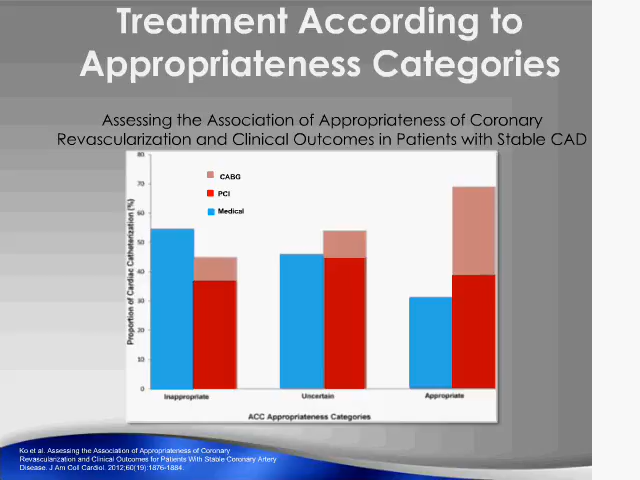 Treatment According to
Appropriateness Categories
Assessing the Association of Appropriateness of Coronary
Revascularization and Clinical Outcomes in Patients with Stable CAD
80
70
60
50
40
30
20
10
0
Proportion of Cardiac Catheterization (%)
CABG
PCI
Medical
Inappropriate
Uncertain
Appropriate
ACC Appropriateness Categories
Ko et al. Assessing the Association of Appropriateness of Coronary
Revascularization and Clinical Outcomes for Patients With Stable Coronary Artery
Disease. J Am Coll Cardiol. 2012;60(19):1876-1884.